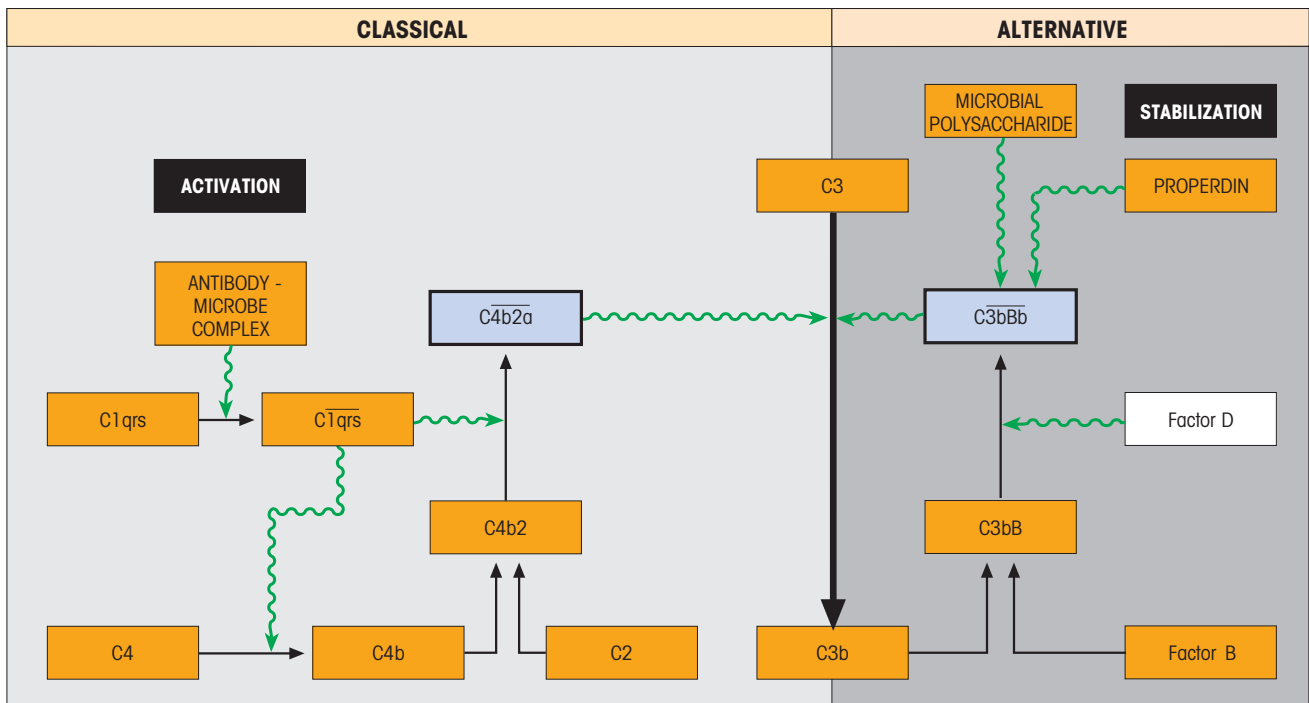 CLASSICAL
ALTERNATIVE
MICROBIAL
POLYSACCHARIDE
STABILIZATION
ACTIVATION
C3
PROPERDIN
ANTIBODY -
MICROBE
COMPLEX
C4b2a
C3bBb
C1qrs
C1qrs
Factor D
C4b2
C3bB
C4
C4b
C2
C3b
Factor B